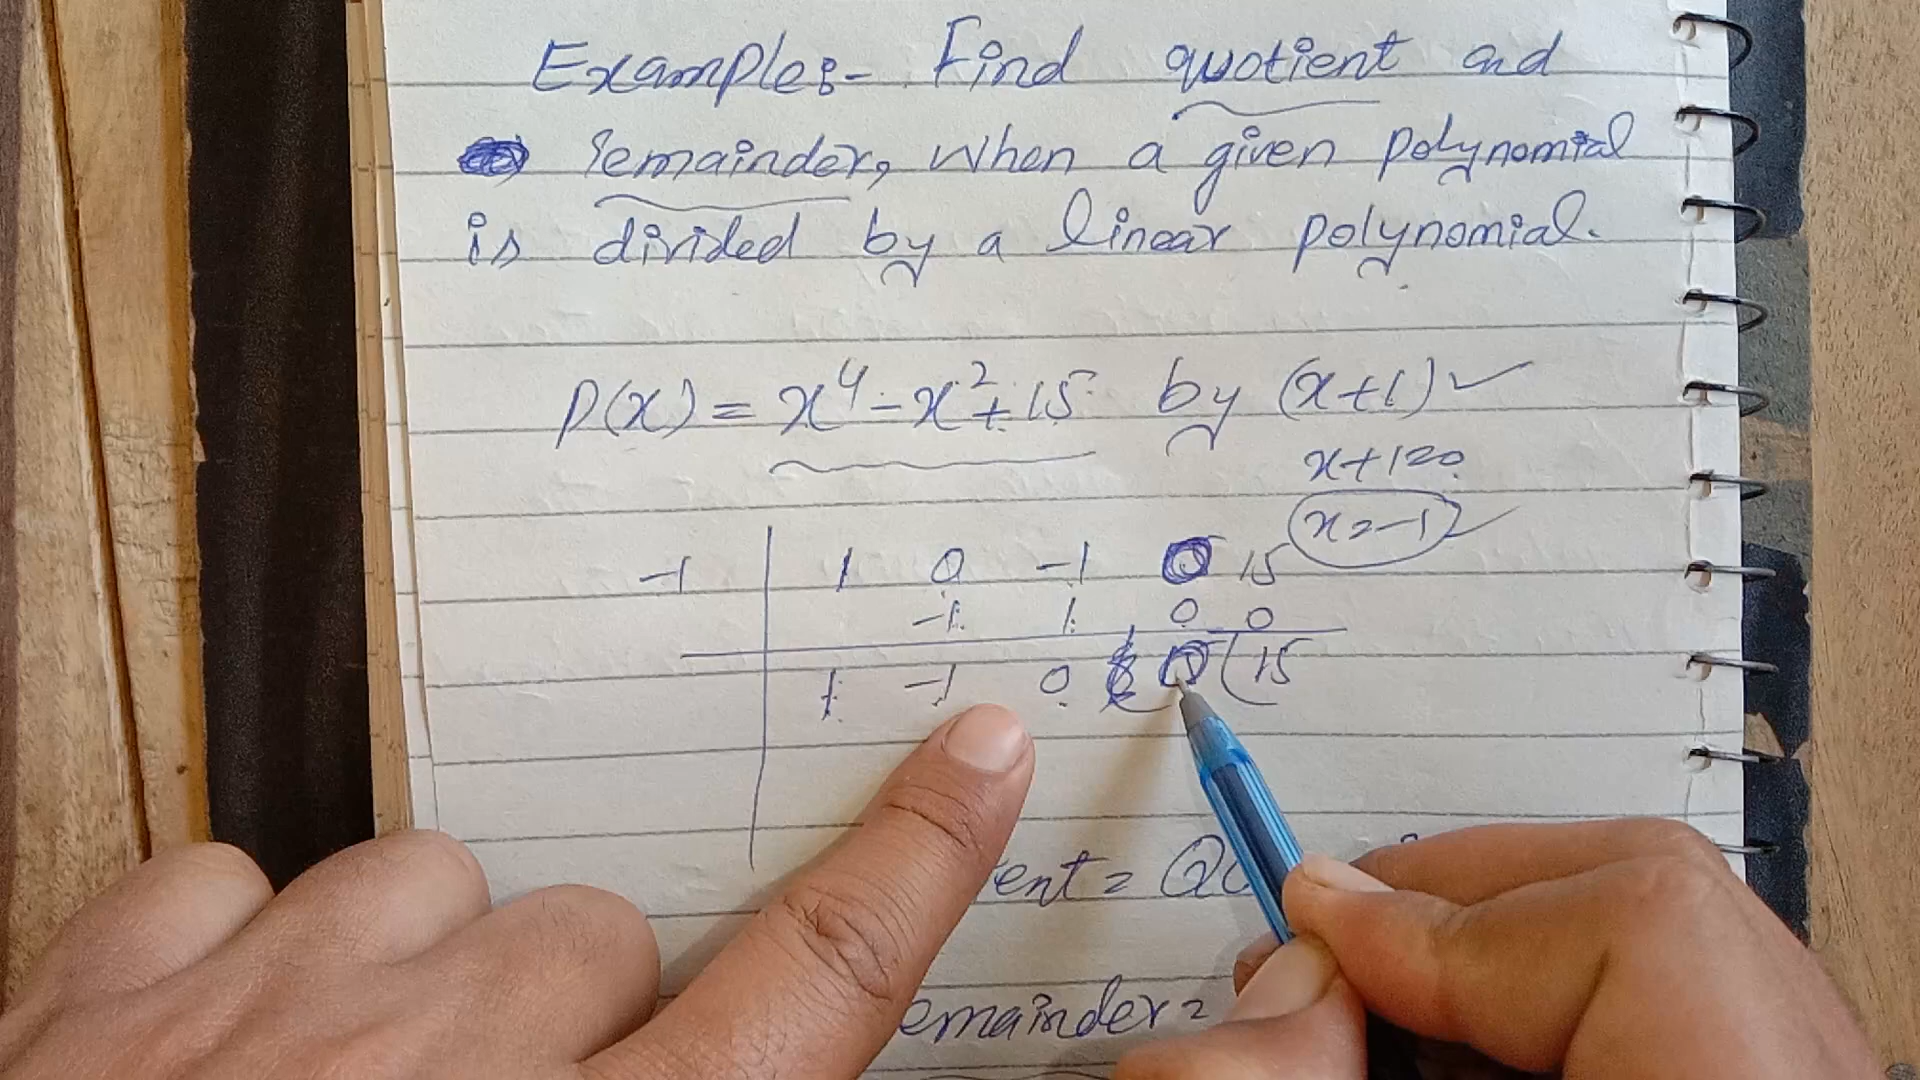 Example:- Find quotient and
remainder, when a given polynomial
is divided by a linear polynomial.
P(x) = x⁴ - x² + 15 by (x+1) ✓
x+1=0
x=-1 ✓
-1 1 0 -1 0 15
-1 1 0 0
1 -1 0 0 15
ent = Q(
emainder =